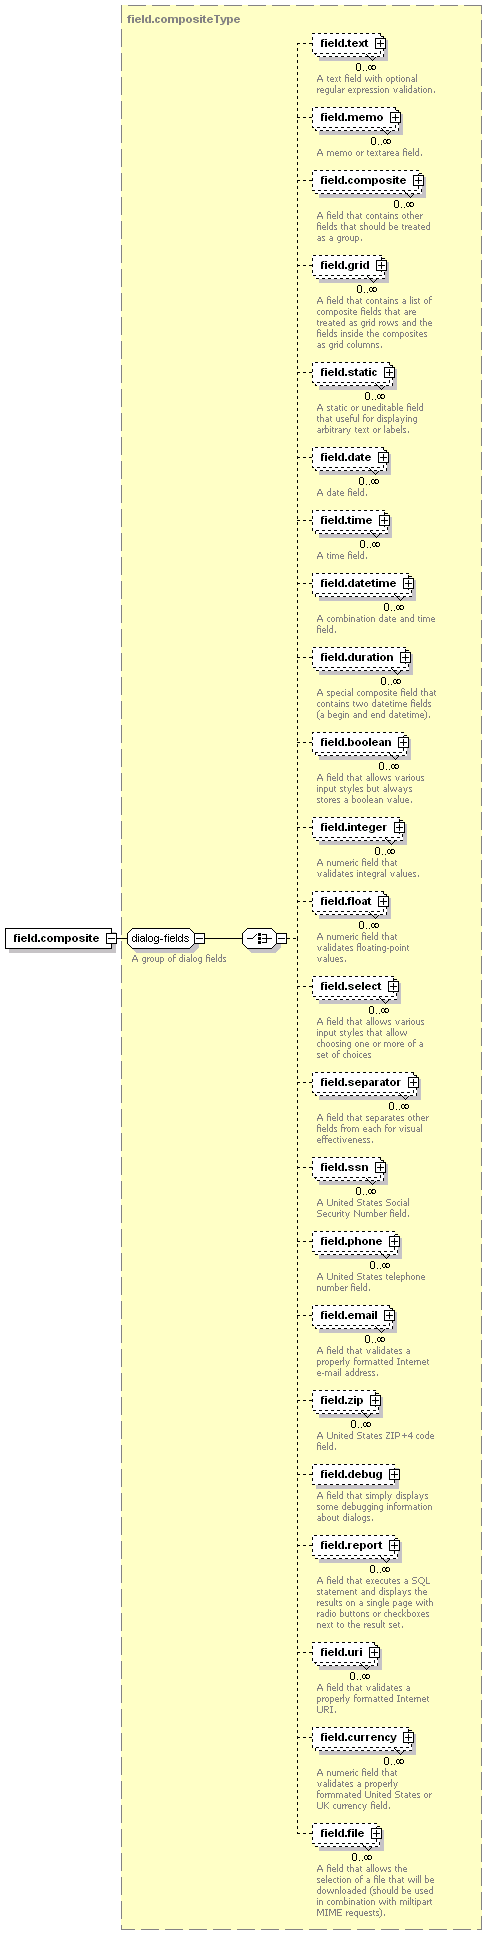 field.compositeType
field.text
0..∞
A text field with optional
regular expression validation.
field.memo
0..∞
A memo or textarea field.
field.composite
0..∞
A field that contains other
fields that should be treated
as a group.
field.grid
0..∞
A field that contains a list of
composite fields that are
treated as grid rows and the
fields inside the composites
as grid columns.
field.static
0..∞
A static or uneditable field
that useful for displaying
arbitrary text or labels.
field.date
0..∞
A date field.
field.time
0..∞
A time field.
field.datetime
0..∞
A combination date and time
field.
field.duration
0..∞
A special composite field that
contains two datetime fields
(a begin and end datetime).
field.boolean
0..∞
A field that allows various
input styles but always
stores a boolean value.
field.integer
0..∞
A numeric field that
validates integral values.
field.float
0..∞
A numeric field that
validates floating-point
values.
field.composite
dialog-fields
A group of dialog fields
field.select
0..∞
A field that allows various
input styles that allow
choosing one or more of a
set of choices
field.separator
0..∞
A field that separates other
fields from each for visual
effectiveness.
field.ssn
0..∞
A United States Social
Security Number field.
field.phone
0..∞
A United States telephone
number field.
field.email
0..∞
A field that validates a
properly formatted Internet
e-mail address.
field.zip
0..∞
A United States ZIP+4 code
field.
field.debug
A field that simply displays
some debugging information
about dialogs.
field.report
0..∞
A field that executes a SQL
statement and displays the
results on a single page with
radio buttons or checkboxes
next to the result set.
field.uri
0..∞
A field that validates a
properly formatted Internet
URI.
field.currency
0..∞
A numeric field that
validates a properly
formmated United States or
UK currency field.
field.file
0..∞
A field that allows the
selection of a file that will be
downloaded (should be used
in combination with miltipart
MIME requests).